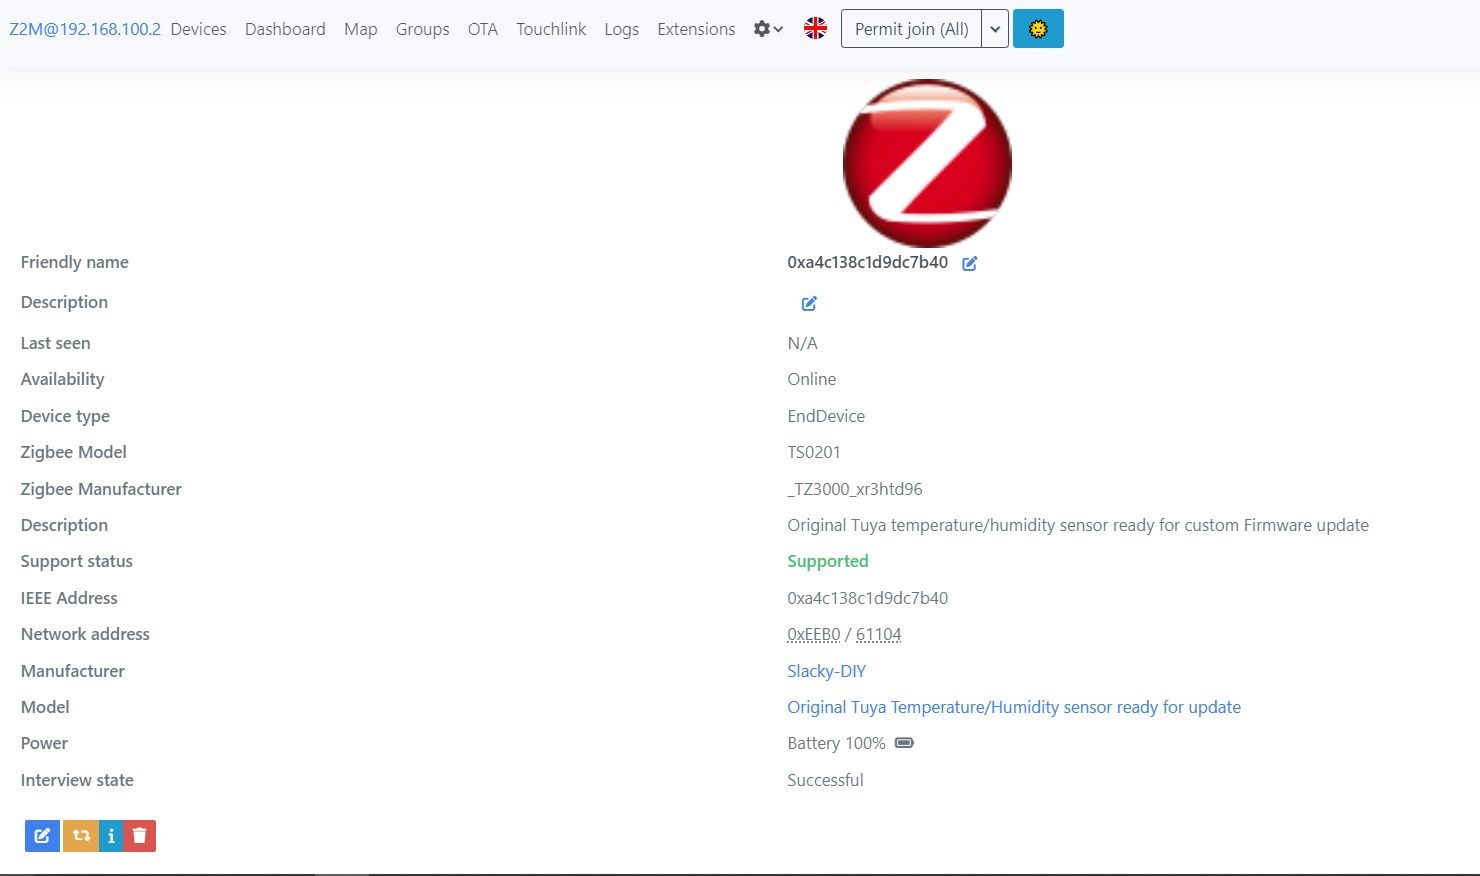 Z2M@192.168.100.2 Devices Dashboard Map Groups OTA Touchlink Logs Extensions Permit join (All)
Z
Friendly name 0xa4c138c1d9dc7b40
Description
Last seen N/A
Availability Online
Device type EndDevice
Zigbee Model TS0201
Zigbee Manufacturer _TZ3000_xr3htd96
Description Original Tuya temperature/humidity sensor ready for custom Firmware update
Support status Supported
IEEE Address 0xa4c138c1d9dc7b40
Network address 0xEEB0 / 61104
Manufacturer Slacky-DIY
Model Original Tuya Temperature/Humidity sensor ready for update
Power Battery 100%
Interview state Successful